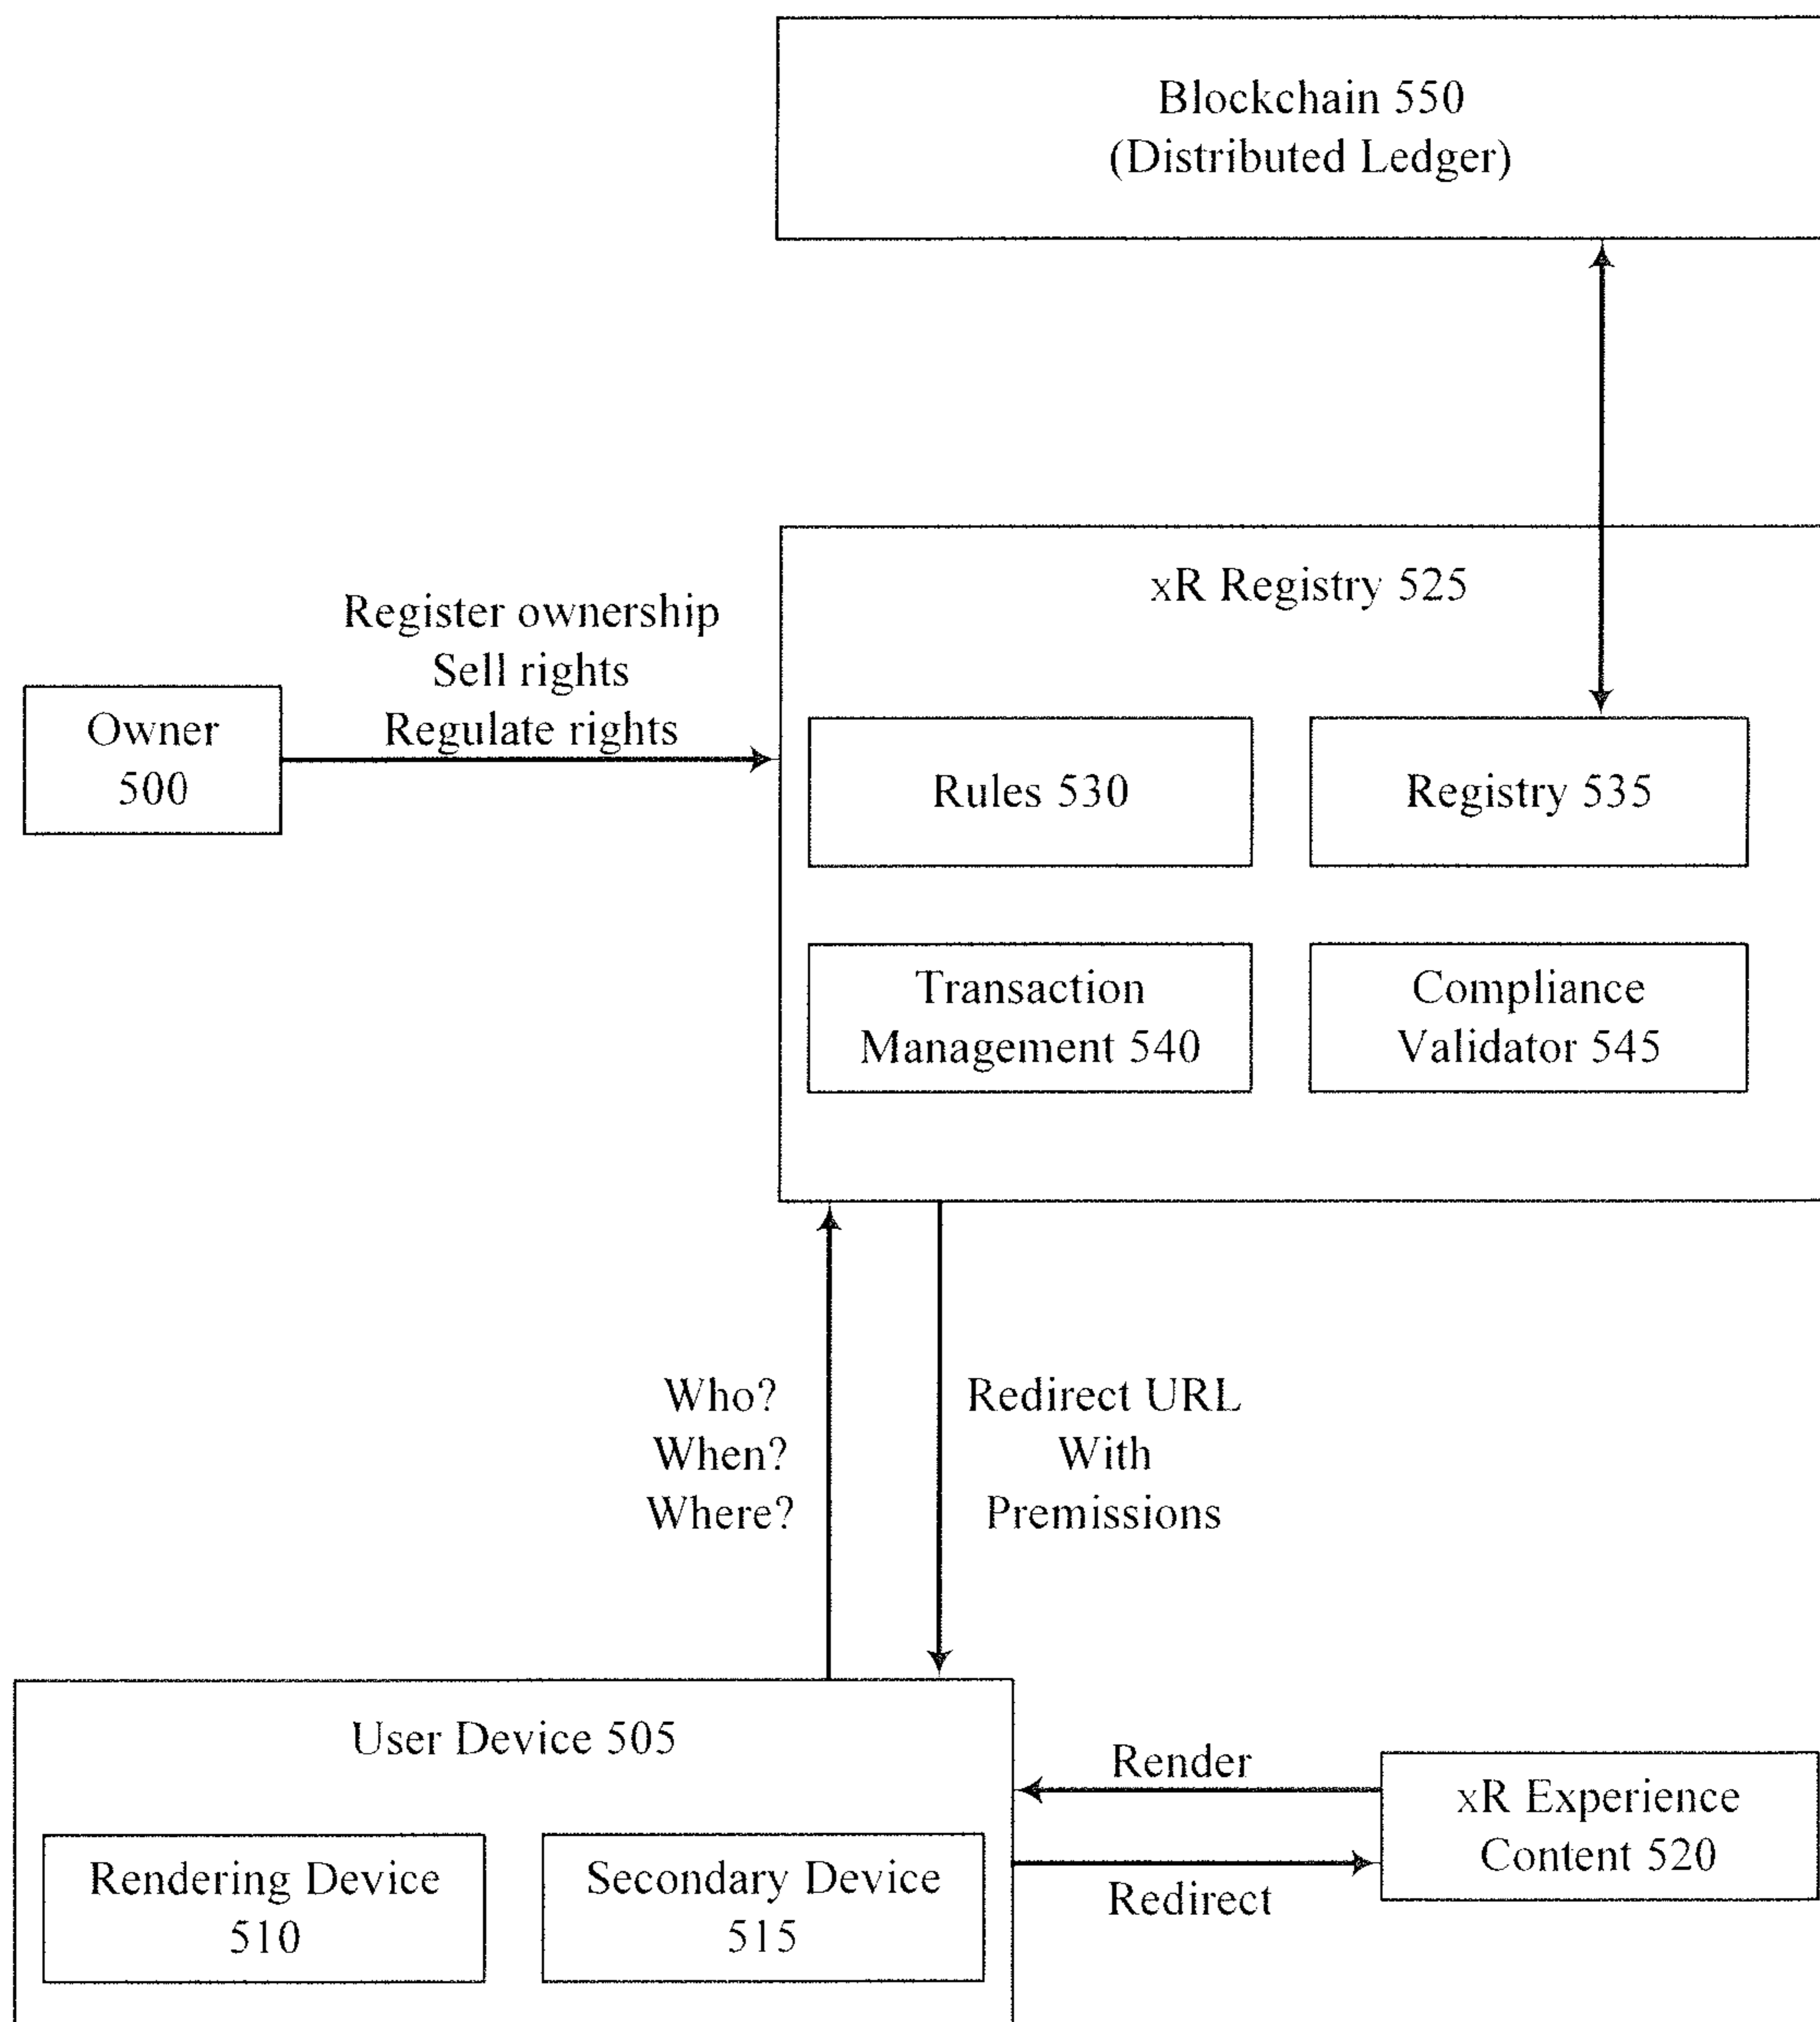 Blockchain 550
(Distributed Ledger)
xR Registry 525
Register ownership
Sell rights
Regulate rights
Owner
500
Rules 530
Registry 535
Transaction
Management 540
Compliance
Validator 545
Who?
When?
Where?
Redirect URL
With
Premissions
User Device 505
Rendering Device
510
Secondary Device
515
Render
Redirect
xR Experience
Content 520